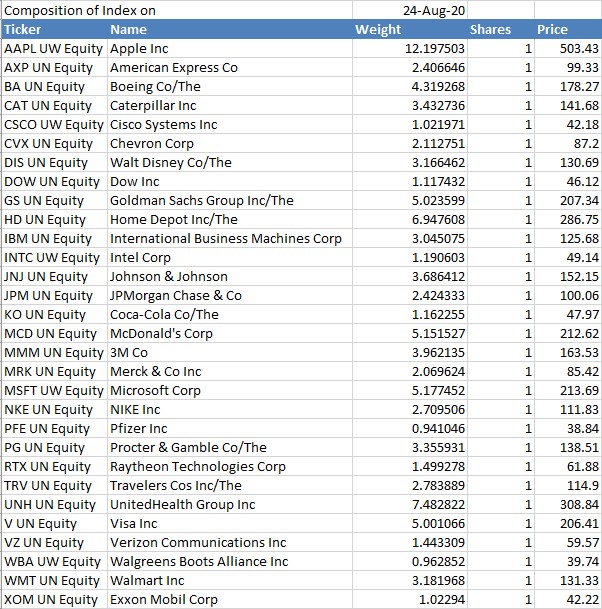 Composition of Index on 24-Aug-20
Ticker Name Weight Shares Price
AAPL UW Equity Apple Inc 12.197503 1 503.43
AXP UN Equity American Express Co 2.406646 1 99.33
BA UN Equity Boeing Co/The 4.319268 1 178.27
CAT UN Equity Caterpillar Inc 3.432736 1 141.68
CSCO UW Equity Cisco Systems Inc 1.021971 1 42.18
CVX UN Equity Chevron Corp 2.112751 1 87.2
DIS UN Equity Walt Disney Co/The 3.166462 1 130.69
DOW UN Equity Dow Inc 1.117432 1 46.12
GS UN Equity Goldman Sachs Group Inc/The 5.023599 1 207.34
HD UN Equity Home Depot Inc/The 6.947608 1 286.75
IBM UN Equity International Business Machines Corp 3.045075 1 125.68
INTC UW Equity Intel Corp 1.190603 1 49.14
JNJ UN Equity Johnson & Johnson 3.686412 1 152.15
JPM UN Equity JPMorgan Chase & Co 2.424333 1 100.06
KO UN Equity Coca-Cola Co/The 1.162255 1 47.97
MCD UN Equity McDonald's Corp 5.151527 1 212.62
MMM UN Equity 3M Co 3.962135 1 163.53
MRK UN Equity Merck & Co Inc 2.069624 1 85.42
MSFT UW Equity Microsoft Corp 5.177452 1 213.69
NKE UN Equity NIKE Inc 2.709506 1 111.83
PFE UN Equity Pfizer Inc 0.941046 1 38.84
PG UN Equity Procter & Gamble Co/The 3.355931 1 138.51
RTX UN Equity Raytheon Technologies Corp 1.499278 1 61.88
TRV UN Equity Travelers Cos Inc/The 2.783889 1 114.9
UNH UN Equity UnitedHealth Group Inc 7.482822 1 308.84
V UN Equity Visa Inc 5.001066 1 206.41
VZ UN Equity Verizon Communications Inc 1.443309 1 59.57
WBA UW Equity Walgreens Boots Alliance Inc 0.962852 1 39.74
WMT UN Equity Walmart Inc 3.181968 1 131.33
XOM UN Equity Exxon Mobil Corp 1.02294 1 42.22